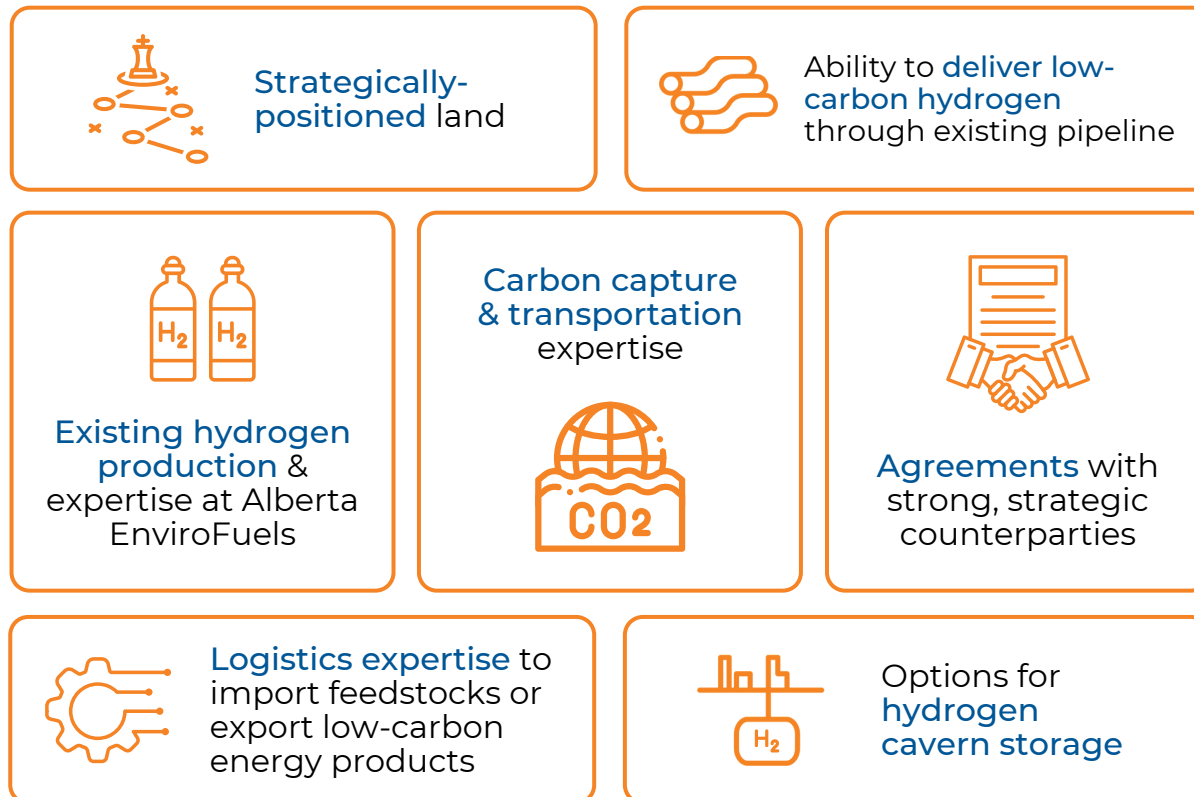 Strategically-
positioned land
Ability to deliver low-
carbon hydrogen
through existing pipeline
H2 H2
Existing hydrogen
production &
expertise at Alberta
EnviroFuels
Carbon capture
& transportation
expertise
CO2
Agreements with
strong, strategic
counterparties
Logistics expertise to
import feedstocks or
export low-carbon
energy products
Options for
hydrogen
cavern storage
H2